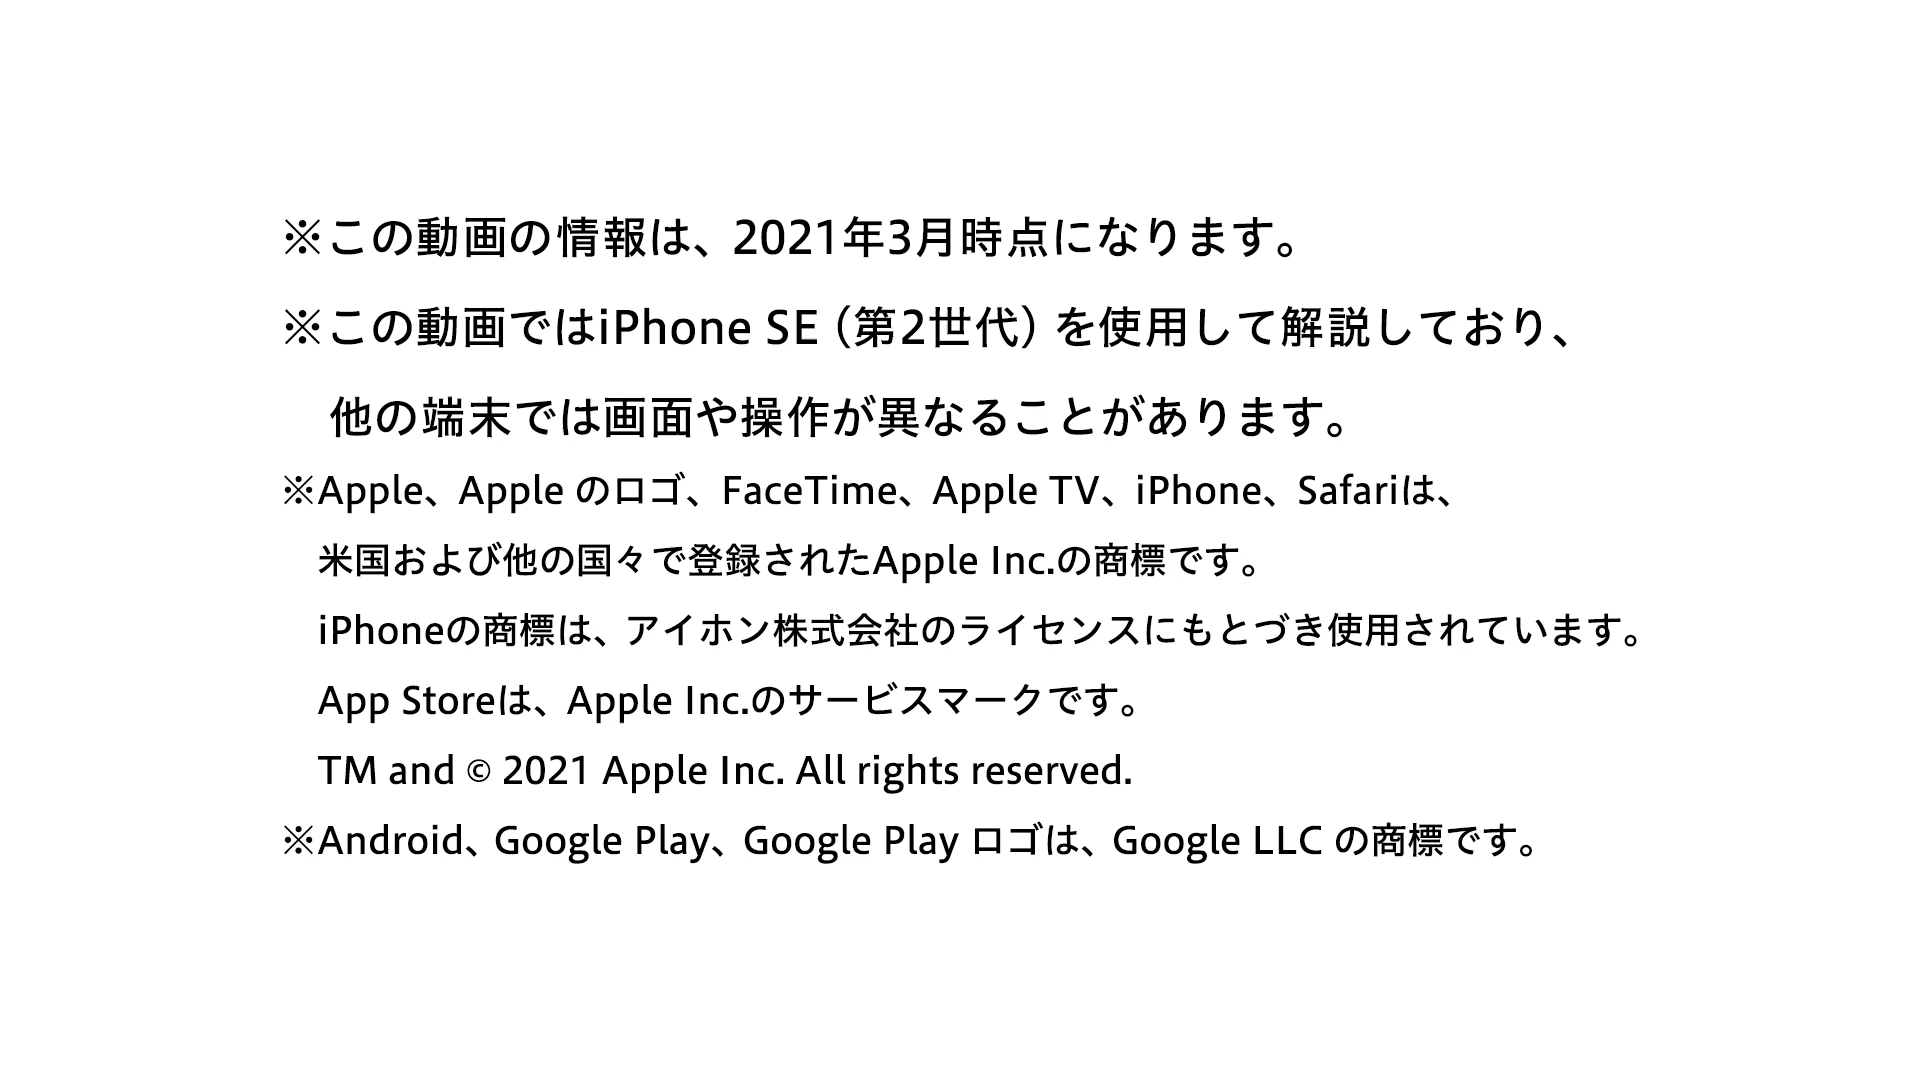 ※この動画の情報は、2021年3月時点になります。
※この動画ではiPhone SE（第2世代）を使用して解説しており、
他の端末では画面や操作が異なることがあります。
※Apple、Apple のロゴ、FaceTime、Apple TV、iPhone、Safariは、
米国および他の国々で登録されたApple Inc.の商標です。
iPhoneの商標は、アイホン株式会社のライセンスにもとづき使用されています。
App Storeは、Apple Inc.のサービスマークです。
TM and © 2021 Apple Inc. All rights reserved.
※Android、Google Play、Google Play ロゴは、Google LLC の商標です。